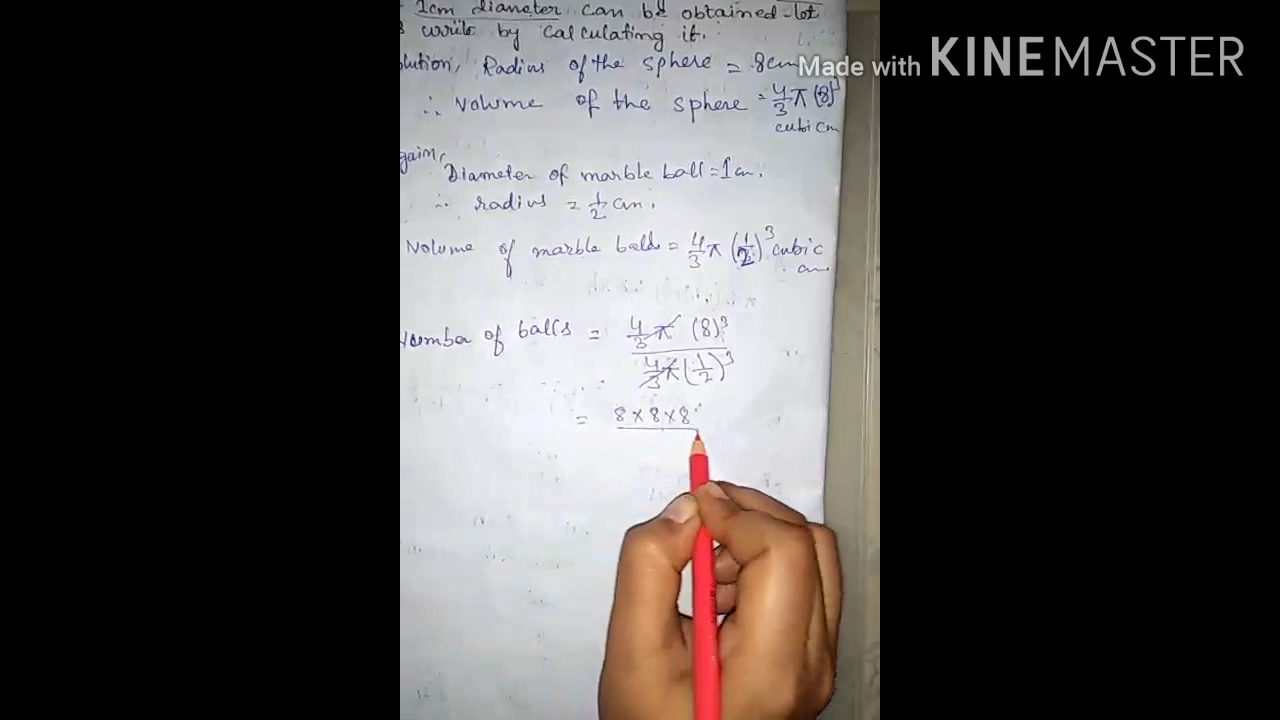 1cm diameter can be obtained-let
write by calculating it.
lution, Radius of the sphere = 8cm
Made with KINEMASTER
∴ Volume of the sphere = 4/3 π (8)³
cubic cm
gain,
Diameter of marble ball = 1cm.
∴ radius = 1/2 cm.
Volume of marble balls = 4/3 π (1/2)³ cubic
cm.
Number of balls = 4/3 π (8)³
4/3 π (1/2)³
= 8 × 8 × 8